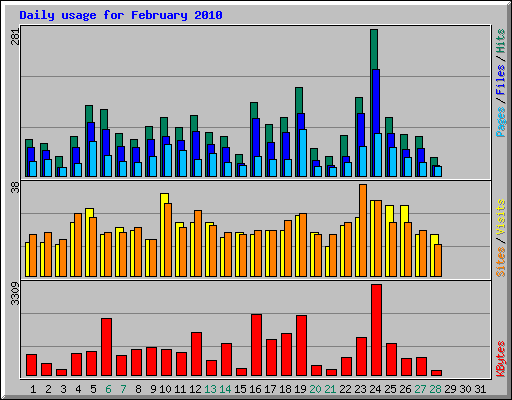 Daily usage for February 2010
281
Pages / Files / Hits
38
Sites / Visits
3309
KBytes
1 2 3 4 5 6 7 8 9 10 11 12 13 14 15 16 17 18 19 20 21 22 23 24 25 26 27 28 29 30 31